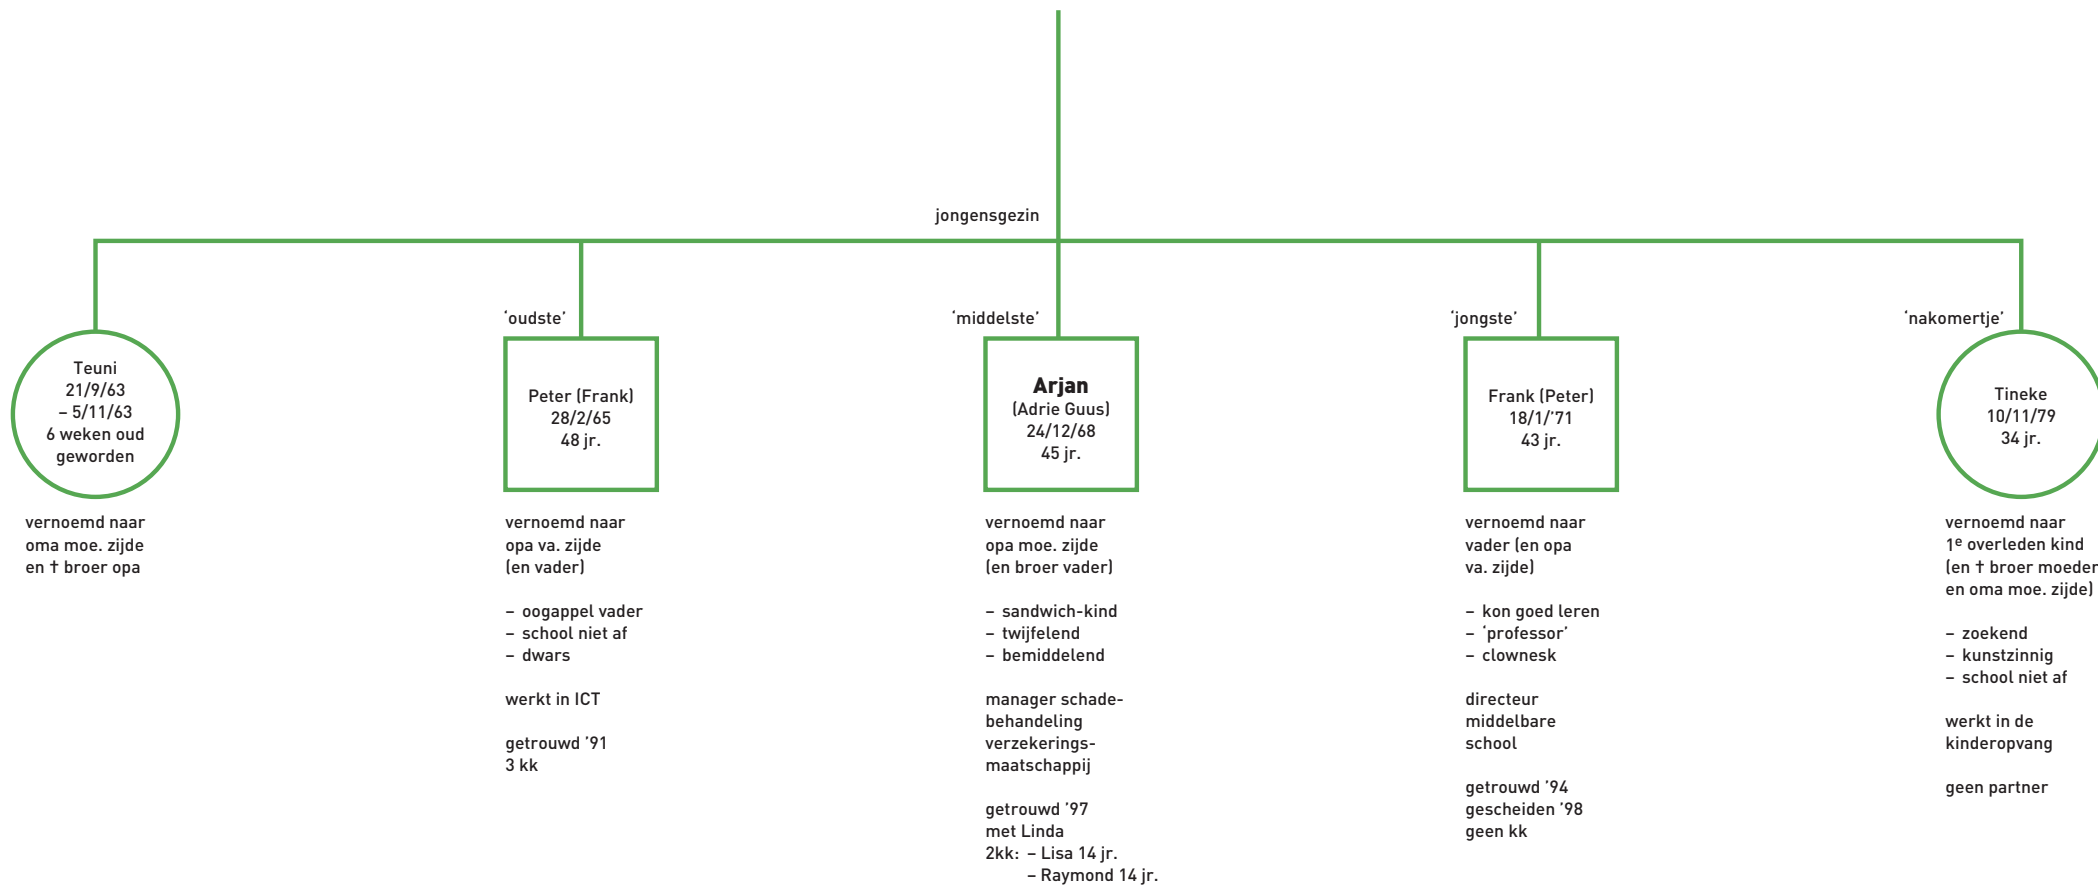 jongensgezin
Teuni
21/9/63
– 5/11/63
6 weken oud
geworden
vernoemd naar
oma moe. zijde
en † broer opa
‘oudste’
Peter (Frank)
28/2/65
48 jr.
vernoemd naar
opa va. zijde
(en vader)
– oogappel vader
– school niet af
– dwars
werkt in ICT
getrouwd ’91
3 kk
‘middelste’
Arjan
(Adrie Guus)
24/12/68
45 jr.
vernoemd naar
opa moe. zijde
(en broer vader)
– sandwich-kind
– twijfelend
– bemiddelend
manager schade-
behandeling
verzekerings-
maatschappij
getrouwd ’97
met Linda
2kk: – Lisa 14 jr.
– Raymond 14 jr.
‘jongste’
Frank (Peter)
18/1/’71
43 jr.
vernoemd naar
vader (en opa
va. zijde)
– kon goed leren
– ‘professor’
– clownesk
directeur
middelbare
school
getrouwd ’94
gescheiden ’98
geen kk
‘nakomertje’
Tineke
10/11/79
34 jr.
vernoemd naar
1e overleden kind
(en † broer moeder
en oma moe. zijde)
– zoekend
– kunstzinnig
– school niet af
werkt in de
kinderopvang
geen partner